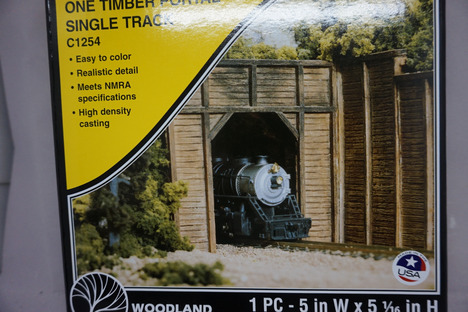 ONE TIMBER PORTAL
SINGLE TRACK
C1254
• Easy to color
• Realistic detail
• Meets NMRA
specifications
• High density
casting
USA
WOODLAND
1 PC - 5 in W x 5 1/16 in H